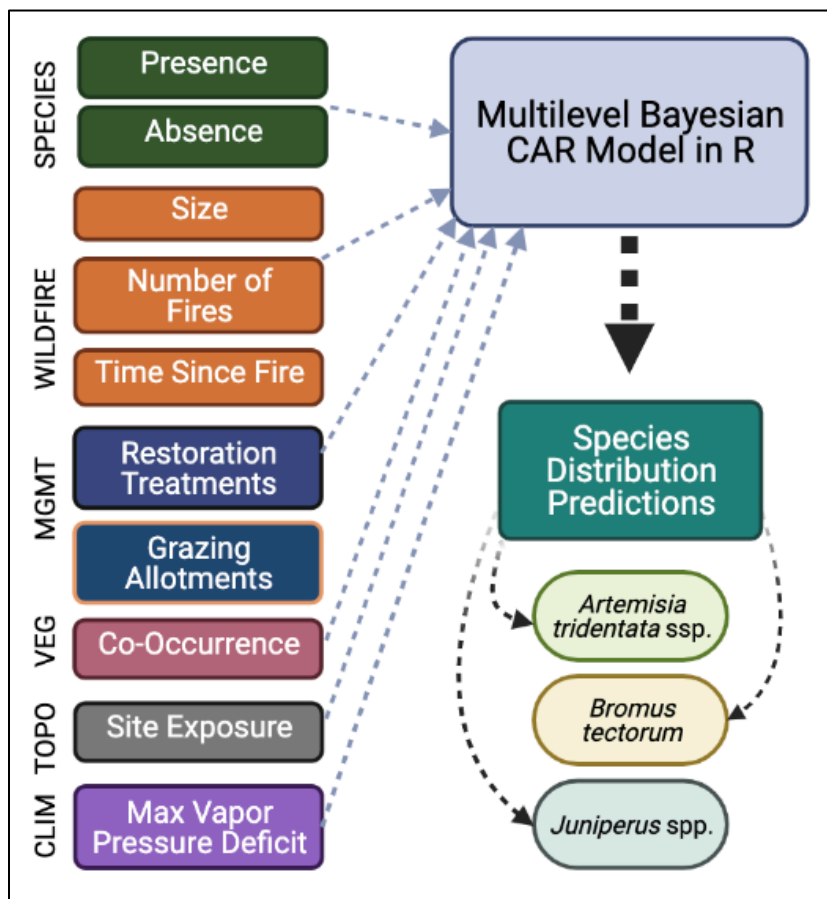 SPECIES
Presence
Absence
WILDFIRE
Size
Number of
Fires
Time Since Fire
MGMT
Restoration
Treatments
Grazing
Allotments
VEG
Co-Occurrence
TOPO
Site Exposure
CLIM
Max Vapor
Pressure Deficit
Multilevel Bayesian
CAR Model in R
Species
Distribution
Predictions
Artemisia
tridentata ssp.
Bromus
tectorum
Juniperus spp.